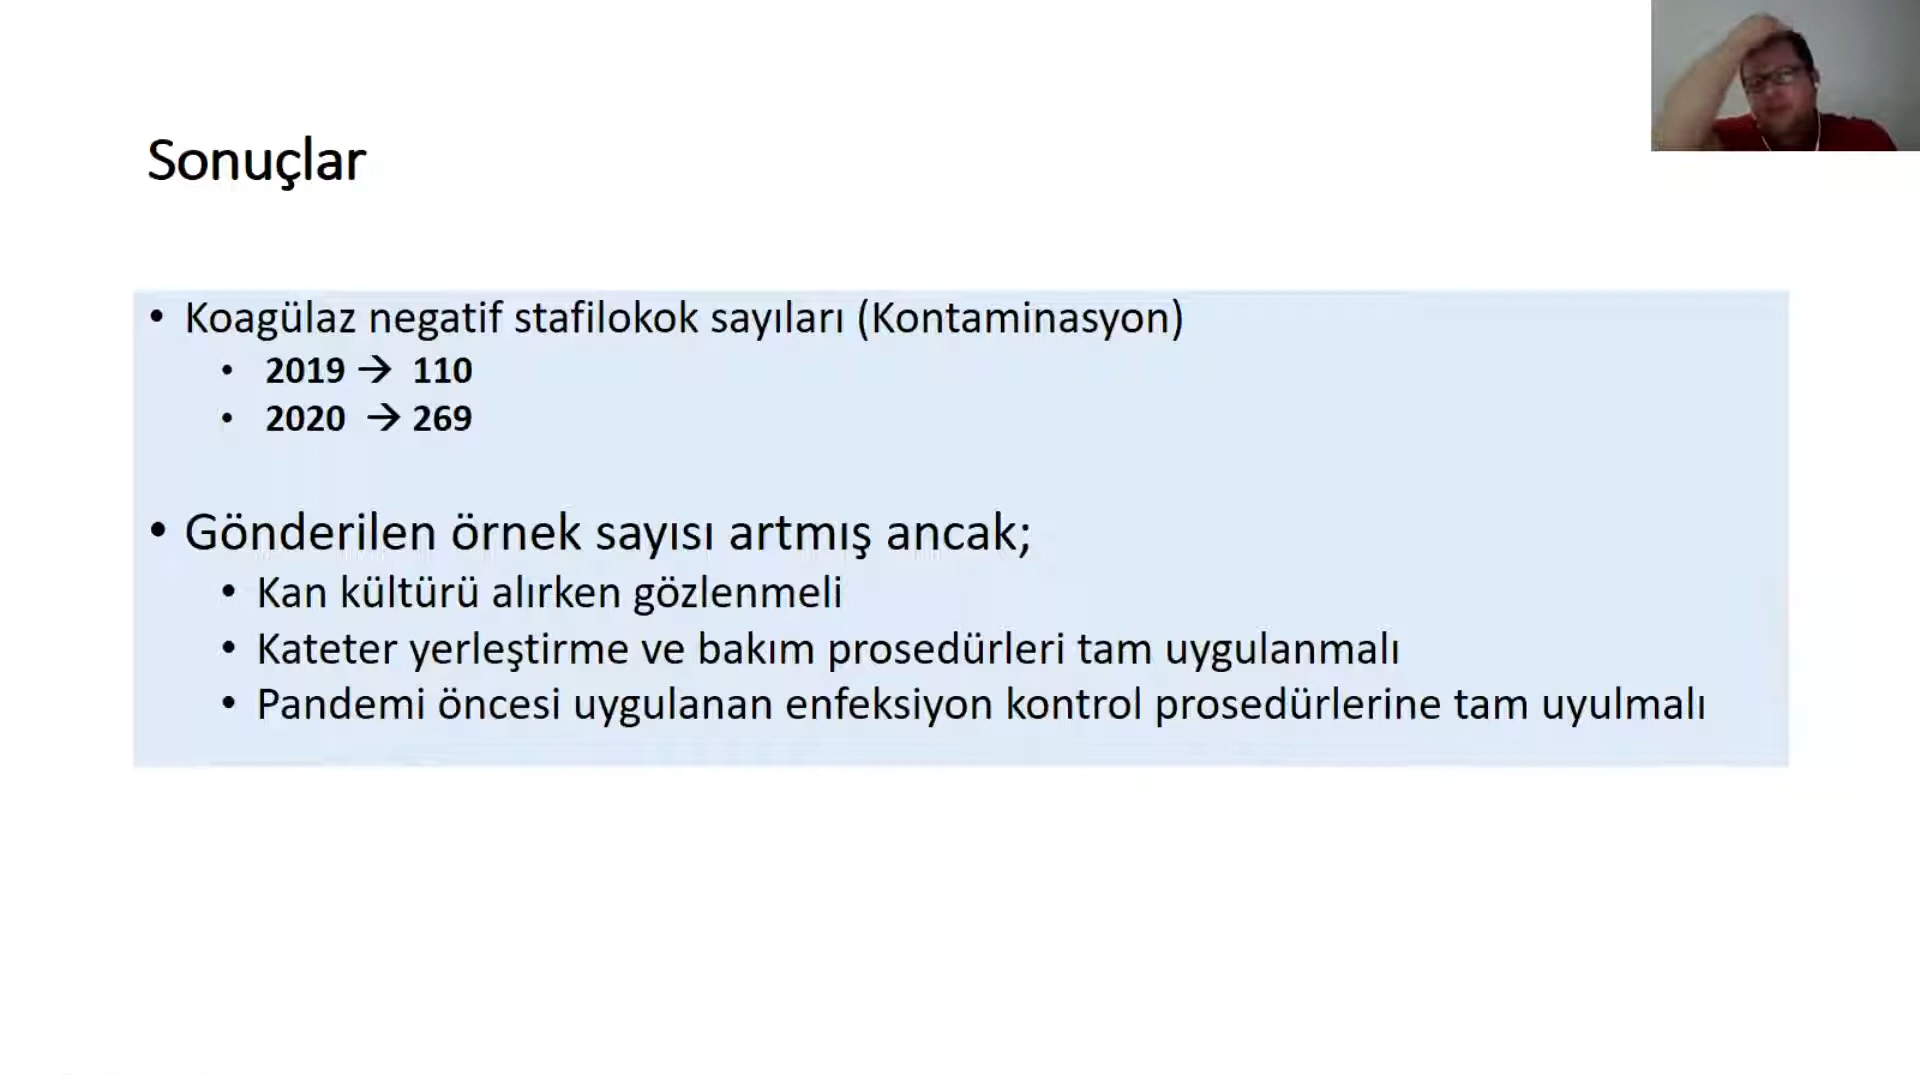 Sonuçlar
• Koagülaz negatif stafilokok sayıları (Kontaminasyon)
• 2019 → 110
• 2020 → 269
• Gönderilen örnek sayısı artmış ancak;
• Kan kültürü alırken gözlenmeli
• Kateter yerleştirme ve bakım prosedürleri tam uygulanmalı
• Pandemi öncesi uygulanan enfeksiyon kontrol prosedürlerine tam uyulmalı